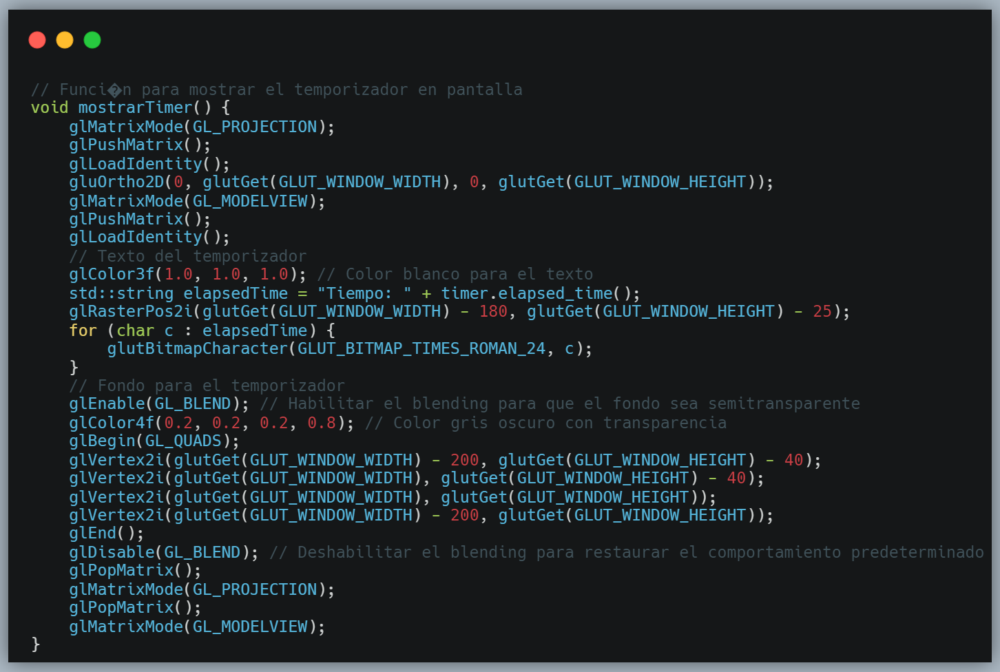 // Funci�n para mostrar el temporizador en pantalla
void mostrarTimer() {
    glMatrixMode(GL_PROJECTION);
    glPushMatrix();
    glLoadIdentity();
    gluOrtho2D(0, glutGet(GLUT_WINDOW_WIDTH), 0, glutGet(GLUT_WINDOW_HEIGHT));
    glMatrixMode(GL_MODELVIEW);
    glPushMatrix();
    glLoadIdentity();
    // Texto del temporizador
    glColor3f(1.0, 1.0, 1.0); // Color blanco para el texto
    std::string elapsedTime = "Tiempo: " + timer.elapsed_time();
    glRasterPos2i(glutGet(GLUT_WINDOW_WIDTH) - 180, glutGet(GLUT_WINDOW_HEIGHT) - 25);
    for (char c : elapsedTime) {
        glutBitmapCharacter(GLUT_BITMAP_TIMES_ROMAN_24, c);
    }
    // Fondo para el temporizador
    glEnable(GL_BLEND); // Habilitar el blending para que el fondo sea semitransparente
    glColor4f(0.2, 0.2, 0.2, 0.8); // Color gris oscuro con transparencia
    glBegin(GL_QUADS);
    glVertex2i(glutGet(GLUT_WINDOW_WIDTH) - 200, glutGet(GLUT_WINDOW_HEIGHT) - 40);
    glVertex2i(glutGet(GLUT_WINDOW_WIDTH), glutGet(GLUT_WINDOW_HEIGHT) - 40);
    glVertex2i(glutGet(GLUT_WINDOW_WIDTH), glutGet(GLUT_WINDOW_HEIGHT));
    glVertex2i(glutGet(GLUT_WINDOW_WIDTH) - 200, glutGet(GLUT_WINDOW_HEIGHT));
    glEnd();
    glDisable(GL_BLEND); // Deshabilitar el blending para restaurar el comportamiento predeterminado
    glPopMatrix();
    glMatrixMode(GL_PROJECTION);
    glPopMatrix();
    glMatrixMode(GL_MODELVIEW);
}